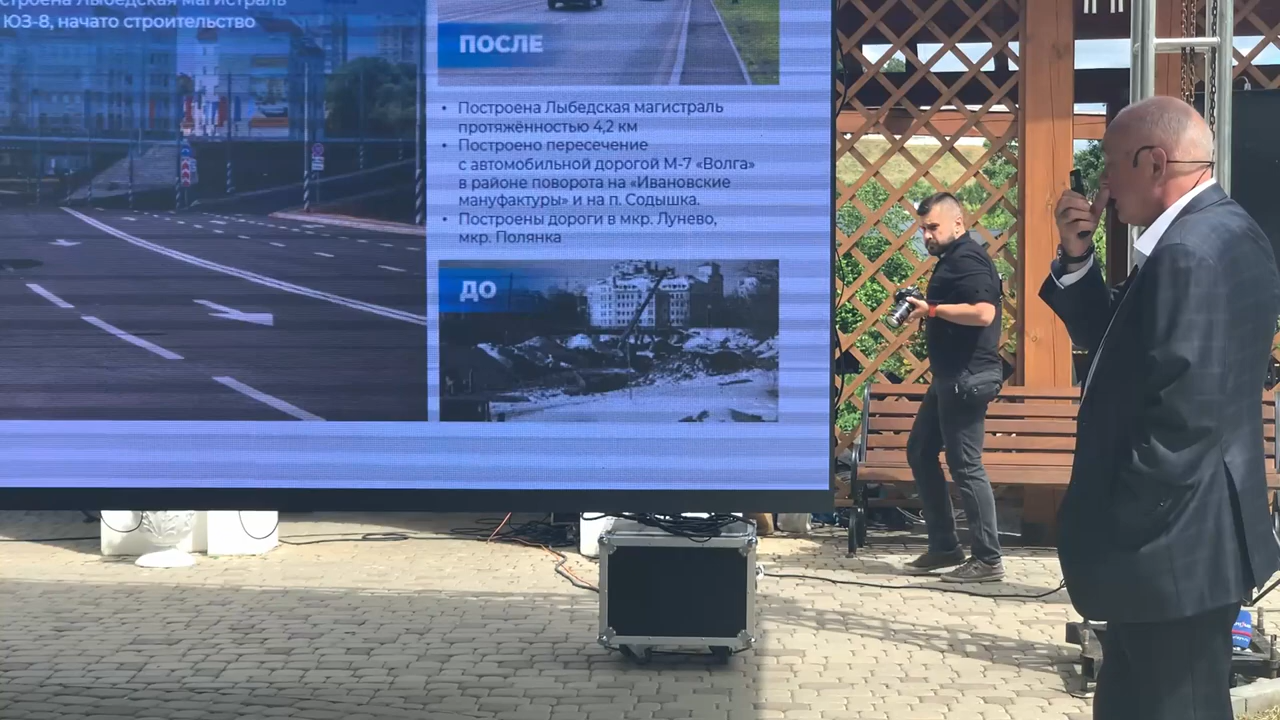 строена Лыбедская магистраль
ЮЗ-8, начато строительство
ПОСЛЕ
• Построена Лыбедская магистраль
протяжённостью 4,2 км
• Построено пересечение
с автомобильной дорогой М-7 «Волга»
в районе поворота на «Ивановские
мануфактуры» и на п. Содышка.
• Построены дороги в мкр. Лунево,
мкр. Полянка
ДО